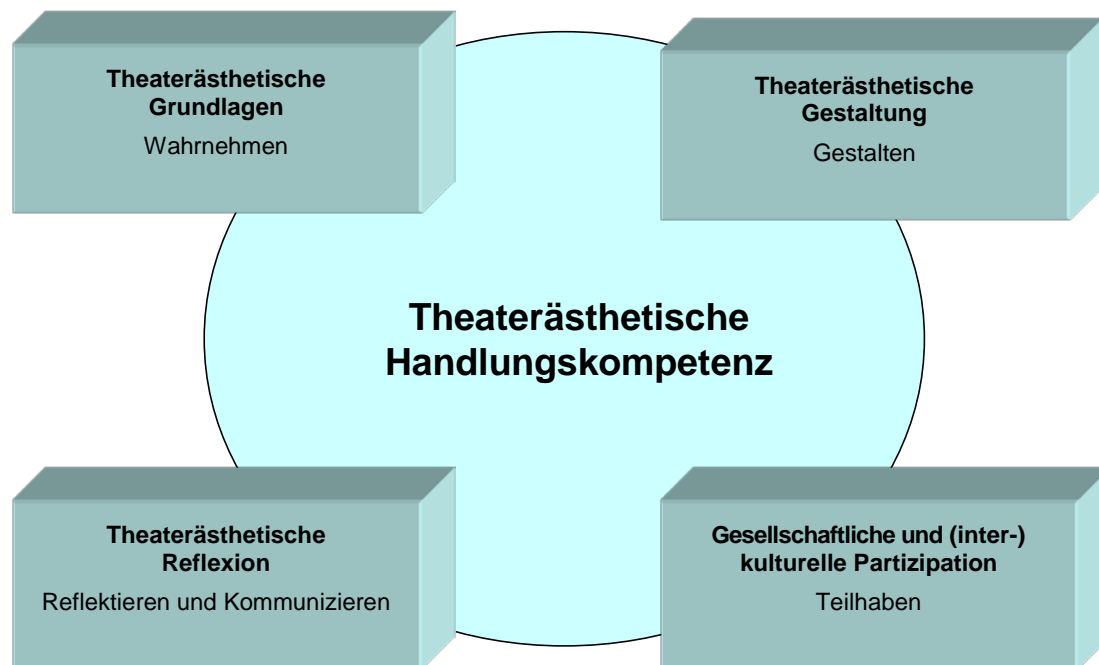 Theaterästhetische
Grundlagen
Wahrnehmen
Theaterästhetische
Gestaltung
Gestalten
Theaterästhetische
Handlungskompetenz
Theaterästhetische
Reflexion
Reflektieren und Kommunizieren
Gesellschaftliche und (inter-)
kulturelle Partizipation
Teilhaben